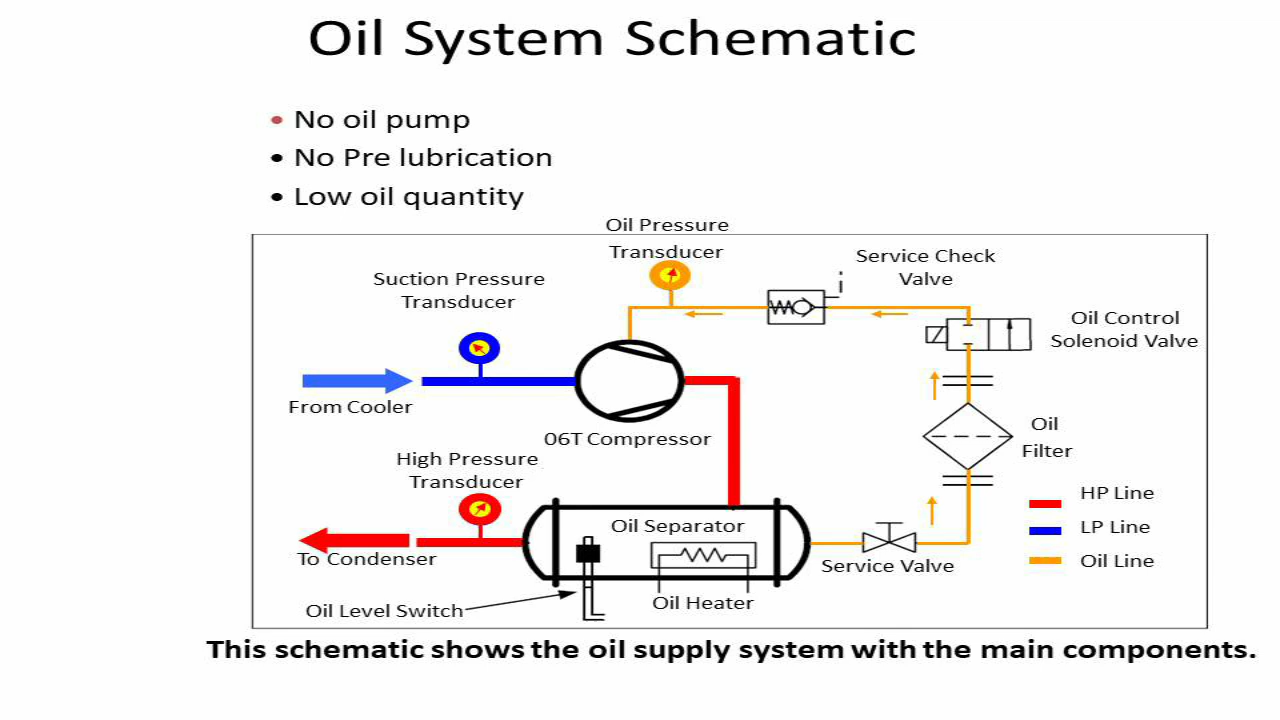 Oil System Schematic
• No oil pump
• No Pre lubrication
• Low oil quantity
Oil Pressure
Transducer
Service Check
Valve
Suction Pressure
Transducer
Oil Control
Solenoid Valve
From Cooler
06T Compressor
Oil
Filter
High Pressure
Transducer
HP Line
LP Line
Oil Line
Oil Separator
To Condenser
Service Valve
Oil Heater
Oil Level Switch
This schematic shows the oil supply system with the main components.